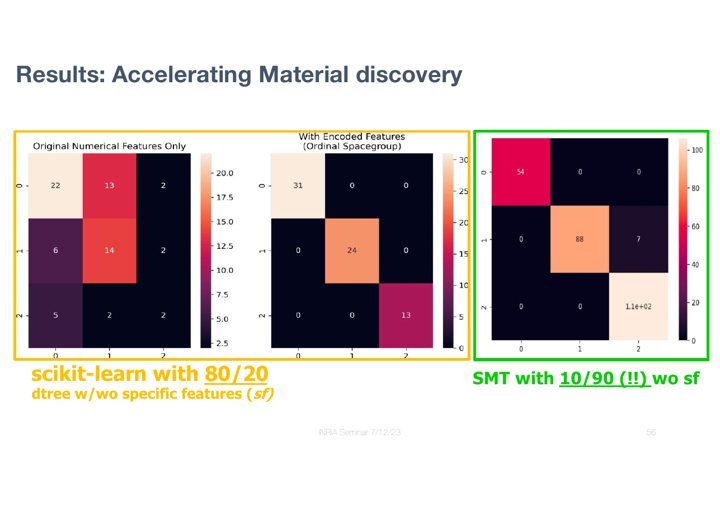 Results: Accelerating Material discovery
Original Numerical Features Only
0 22 13 2
1 6 14 2
2 5 2 2
0 1 2
20.0
17.5
15.0
12.5
10.0
7.5
5.0
2.5
With Encoded Features
(Ordinal Spacegroup)
0 31 0 0
1 0 24 0
2 0 0 13
0 1 2
30
25
20
15
10
5
0
0 54 0 0
1 0 88 7
2 0 0 1.1e+02
0 1 2
100
80
60
40
20
0
scikit-learn with 80/20
dtree w/wo specific features (sf)
SMT with 10/90 (!!) wo sf
INRIA Seminar 7/12/23
56